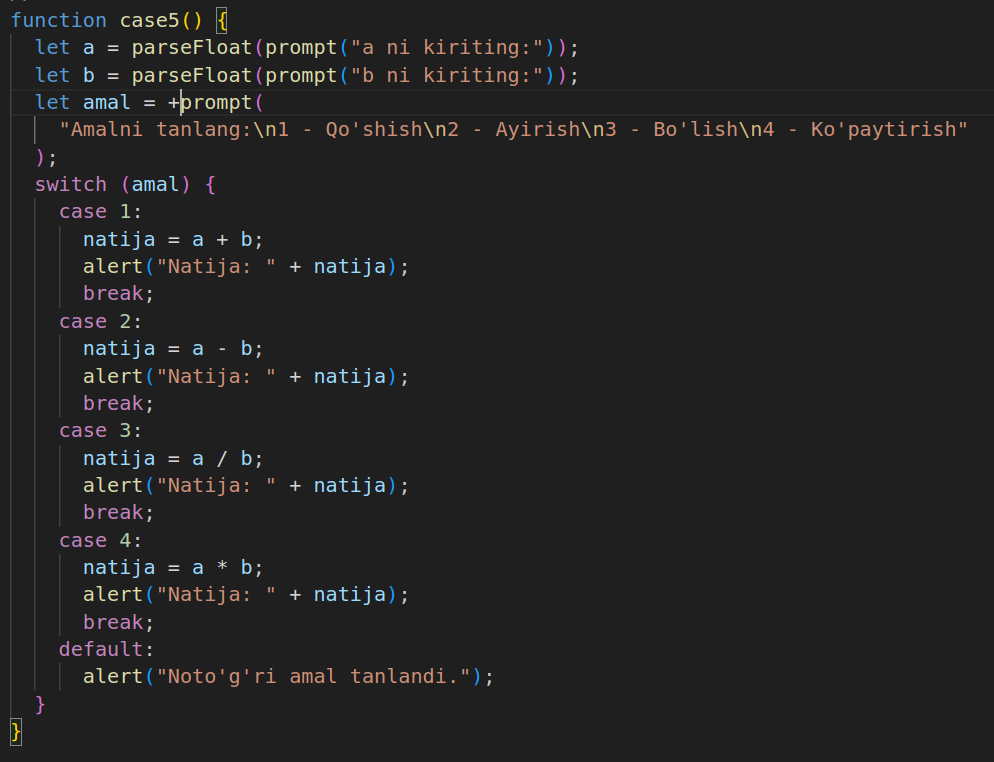 function case5() {
  let a = parseFloat(prompt("a ni kiriting:"));
  let b = parseFloat(prompt("b ni kiriting:"));
  let amal = +prompt(
    "Amalni tanlang:\n1 - Qo'shish\n2 - Ayirish\n3 - Bo'lish\n4 - Ko'paytirish"
  );
  switch (amal) {
    case 1:
      natija = a + b;
      alert("Natija: " + natija);
      break;
    case 2:
      natija = a - b;
      alert("Natija: " + natija);
      break;
    case 3:
      natija = a / b;
      alert("Natija: " + natija);
      break;
    case 4:
      natija = a * b;
      alert("Natija: " + natija);
      break;
    default:
      alert("Noto'g'ri amal tanlandi.");
  }
}